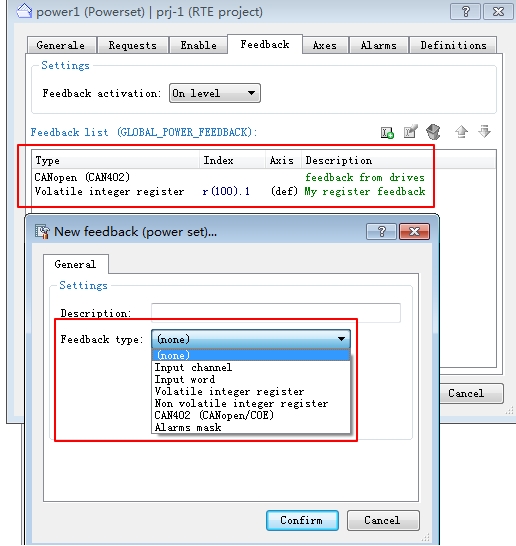 power1 (Powerset) | prj-1 (RTE project)
Generale Requests Enable Feedback Axes Alarms Definitions
Settings
Feedback activation: On level
Feedback list (GLOBAL_POWER_FEEDBACK):
Type Index Axis Description
CANopen (CAN402) feedback from drives
Volatile integer register r(100).1 (def) My register feedback
New feedback (power set)...
General
Settings
Description:
Feedback type: (none)
(none)
Input channel
Input word
Volatile integer register
Non volatile integer register
CAN402 (CANopen/COE)
Alarms mask
Cancel
Confirm Cancel